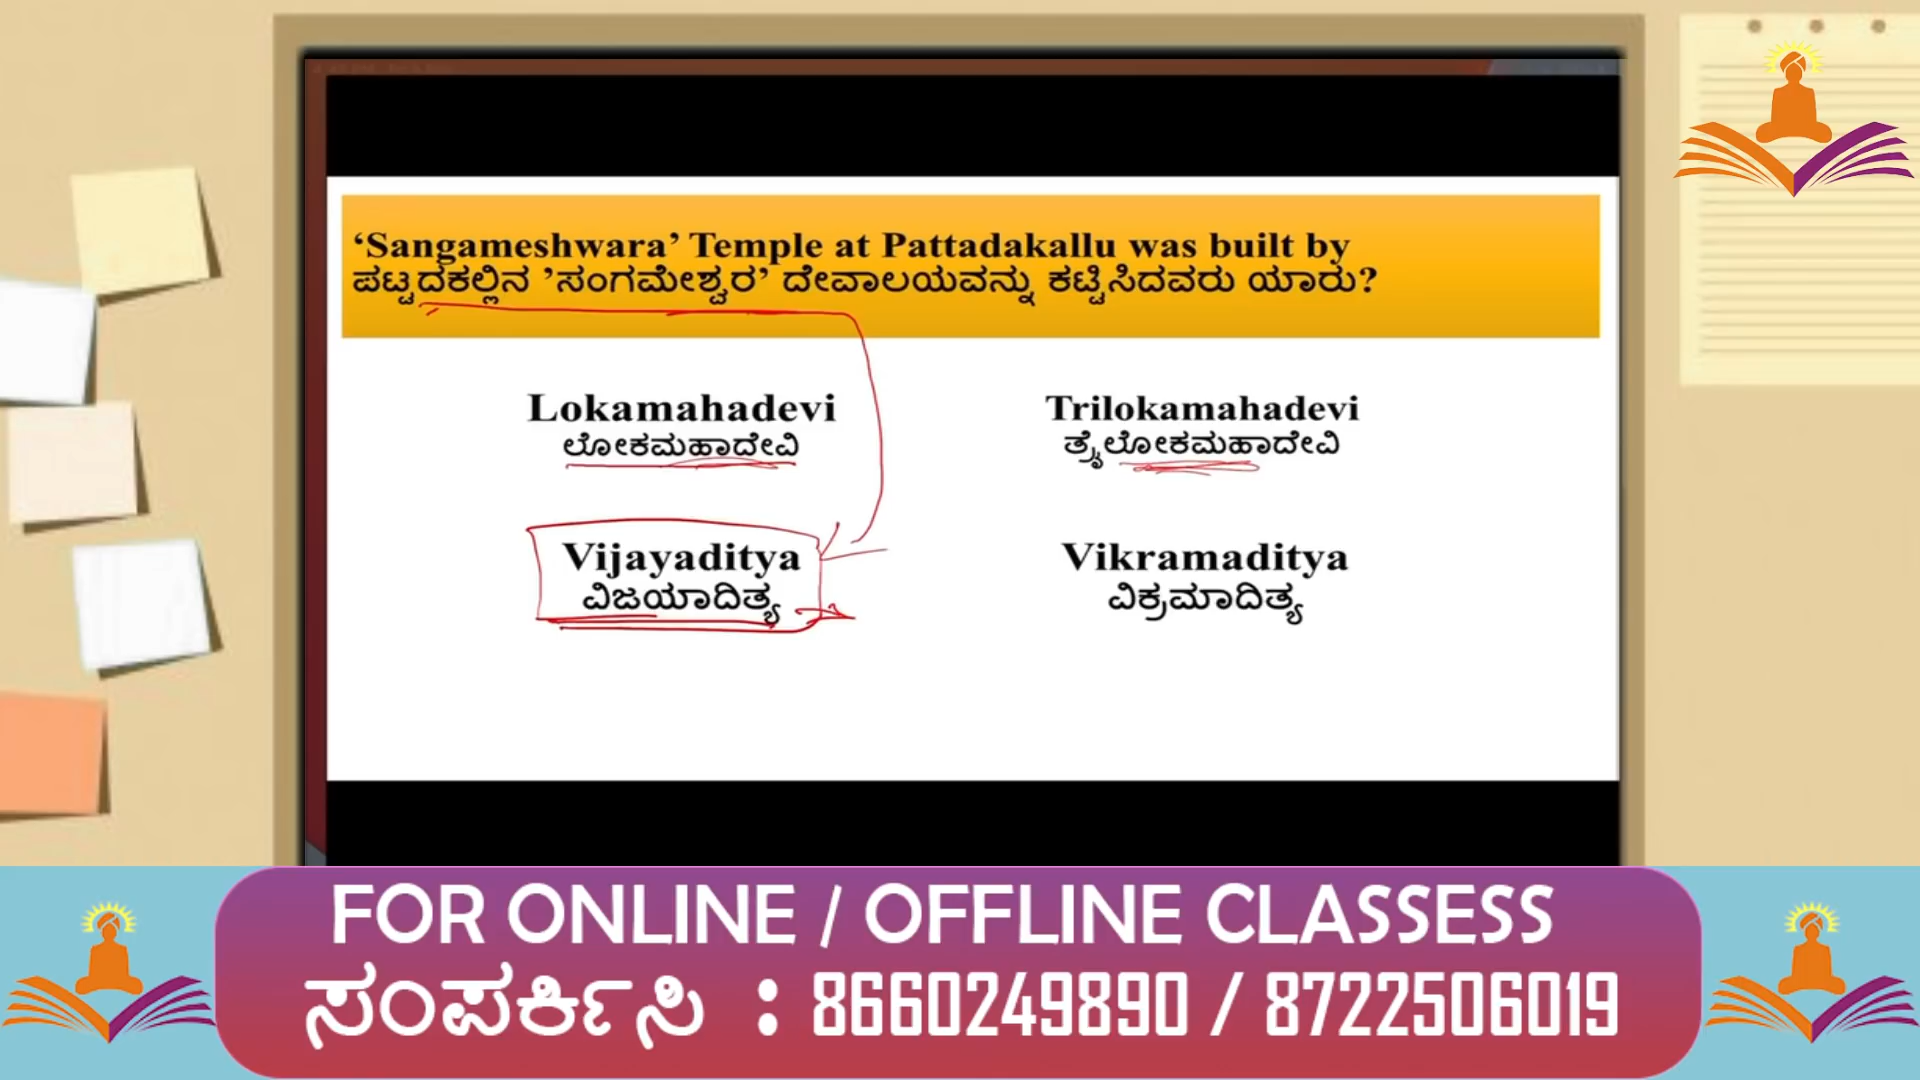 ‘Sangameshwara’ Temple at Pattadakallu was built by
ಪಟ್ಟದಕಲ್ಲಿನ ’ಸಂಗಮೇಶ್ವರ’ ದೇವಾಲಯವನ್ನು ಕಟ್ಟಿಸಿದವರು ಯಾರು?
Lokamahadevi
ಲೋಕಮಹಾದೇವಿ
Trilokamahadevi
ತ್ರೈಲೋಕಮಹಾದೇವಿ
Vijayaditya
ವಿಜಯಾದಿತ್ಯ
Vikramaditya
ವಿಕ್ರಮಾದಿತ್ಯ
FOR ONLINE / OFFLINE CLASSESS
ಸಂಪರ್ಕಿಸಿ : 8660249890 / 8722506019